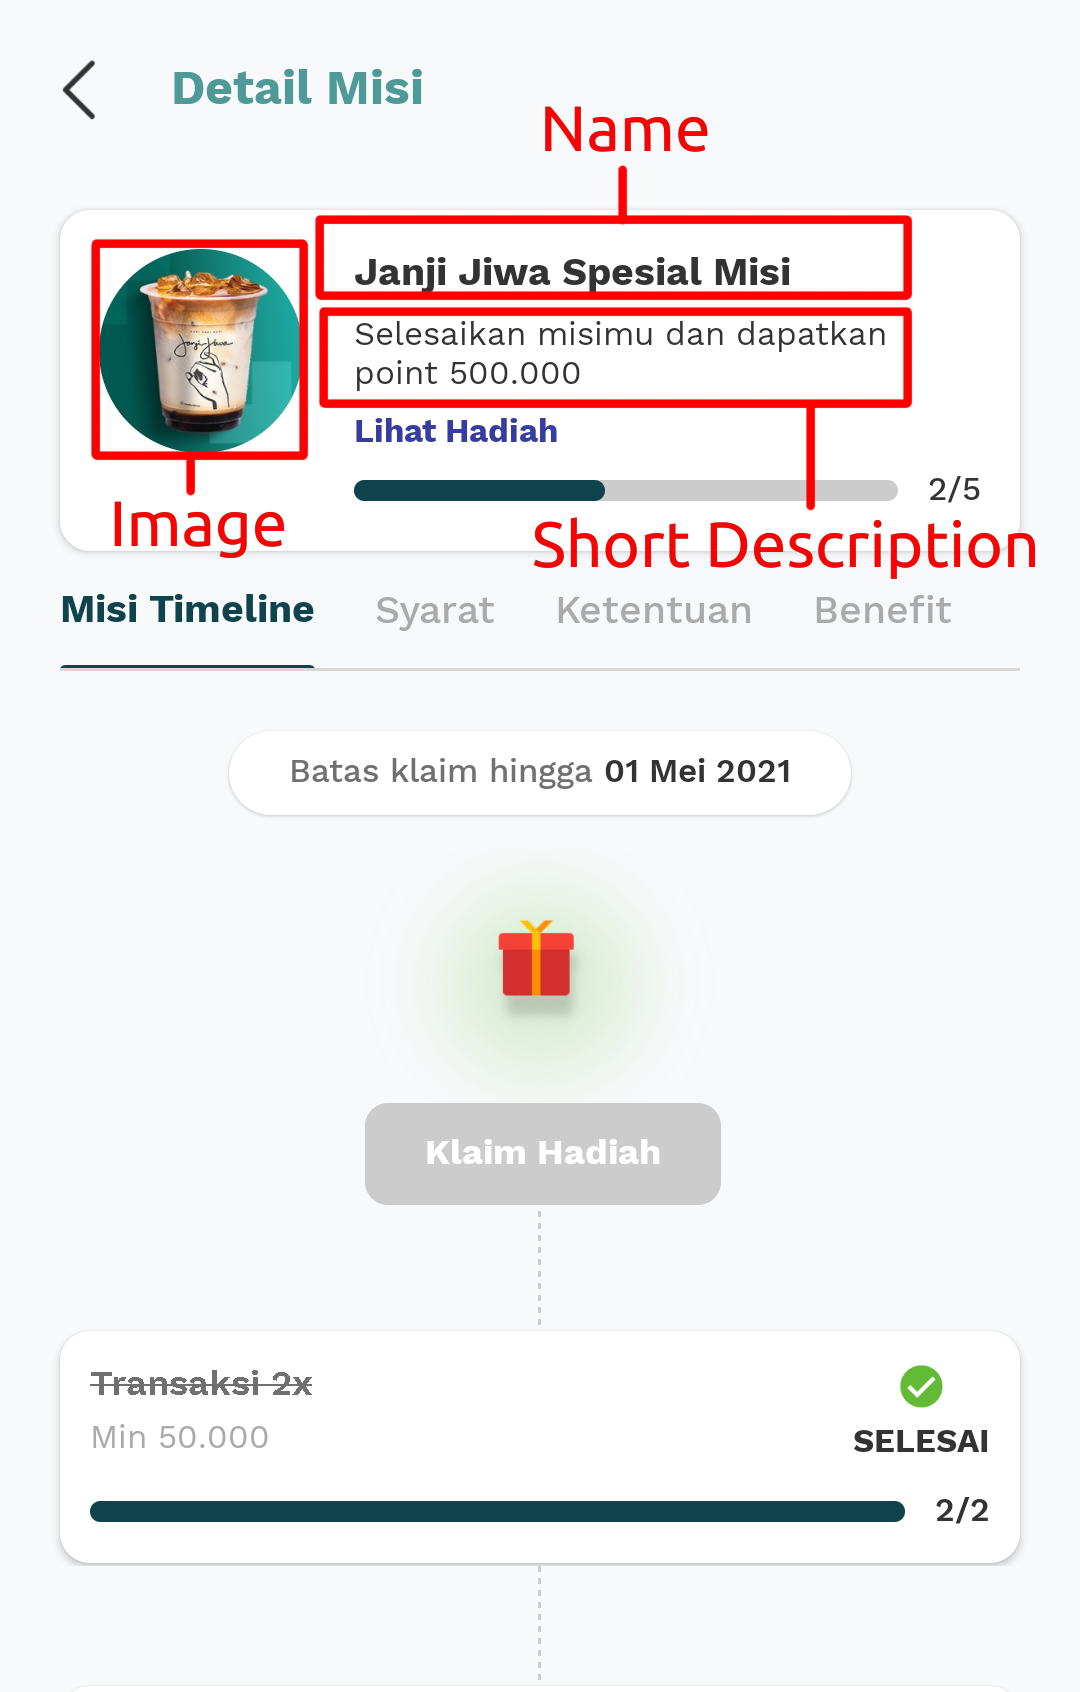 Detail Misi
Name
Janji Jiwa Spesial Misi
Selesaikan misimu dan dapatkan
point 500.000
Lihat Hadiah
2/5
Image
Short Description
Misi Timeline
Syarat
Ketentuan
Benefit
Batas klaim hingga 01 Mei 2021
Klaim Hadiah
Transaksi 2x
Min 50.000
SELESAI
2/2